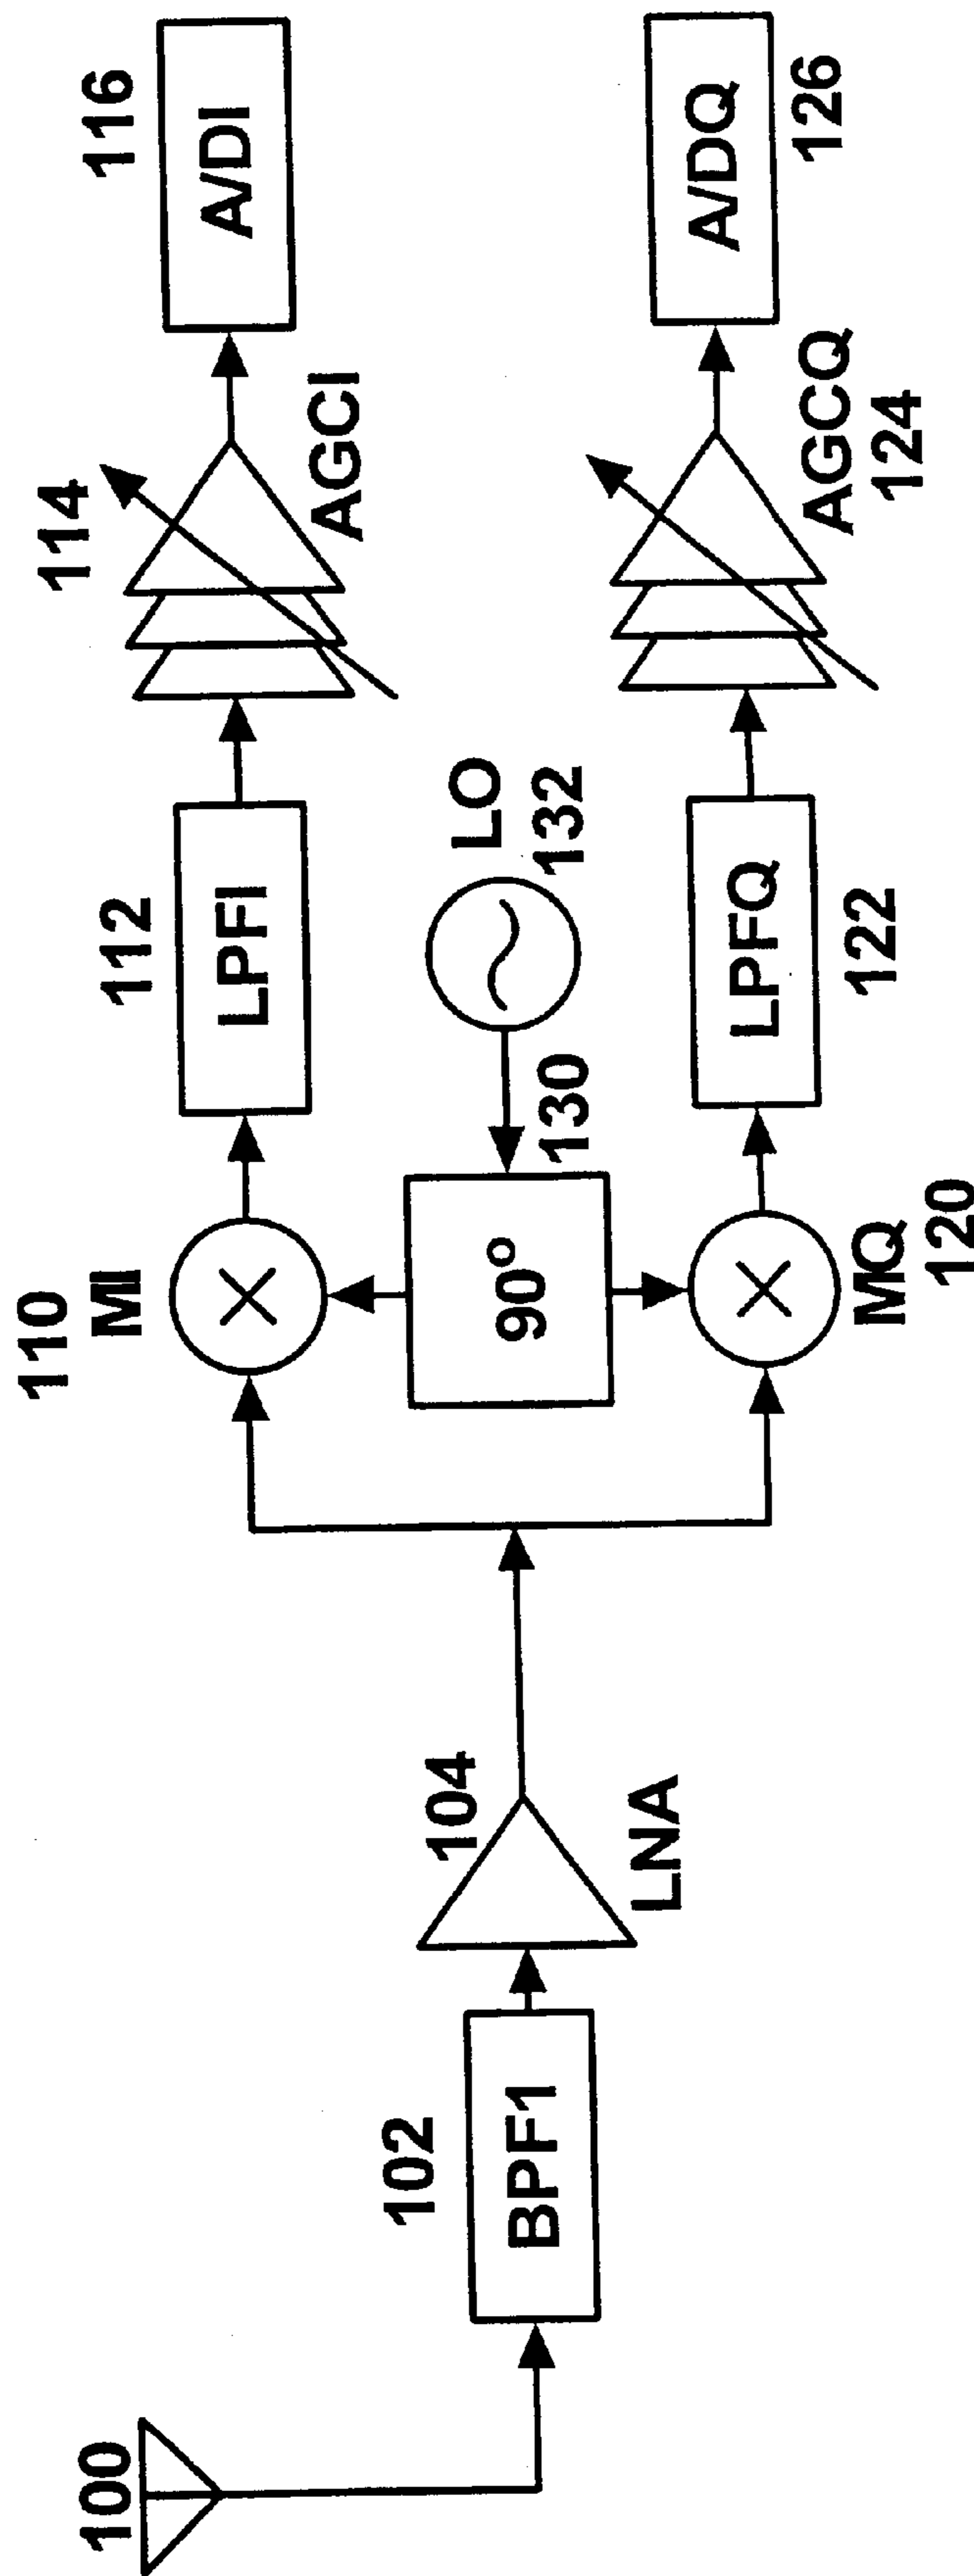 100
102
BPF1
104
LNA
110
MI
112
LPFI
114
AGCI
116
A/DI
90°
130
LO
132
MQ
120
LPFQ
122
AGCQ
124
A/DQ
126